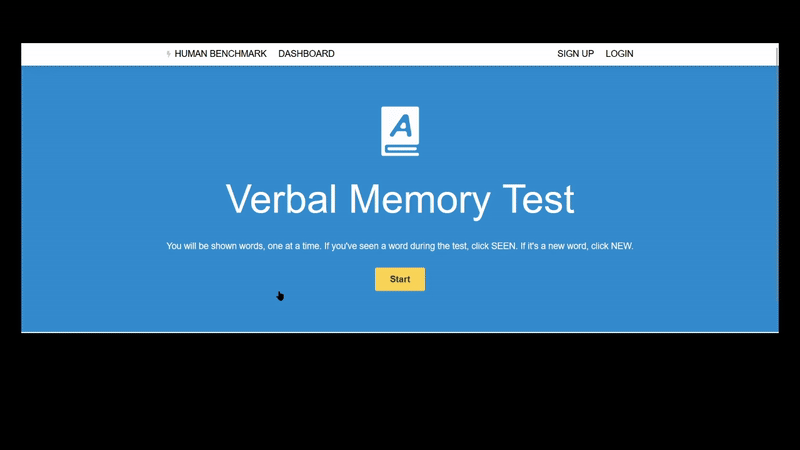 HUMAN BENCHMARK DASHBOARD SIGN UP LOGIN
A
Verbal Memory Test
You will be shown words, one at a time. If you've seen a word during the test, click SEEN. If it's a new word, click NEW.
Start